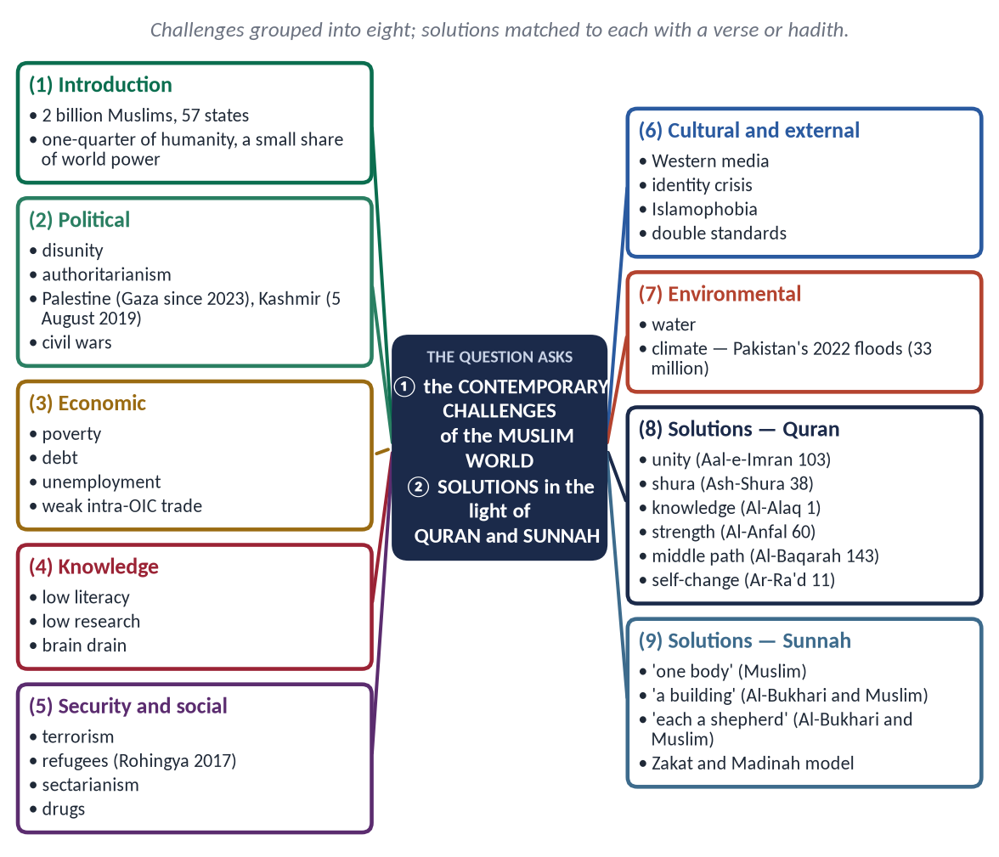 Challenges grouped into eight; solutions matched to each with a verse or hadith.
(1) Introduction
• 2 billion Muslims, 57 states
• one-quarter of humanity, a small share
of world power
(2) Political
• disunity
• authoritarianism
• Palestine (Gaza since 2023), Kashmir (5
August 2019)
• civil wars
(3) Economic
• poverty
• debt
• unemployment
• weak intra-OIC trade
(4) Knowledge
• low literacy
• low research
• brain drain
(5) Security and social
• terrorism
• refugees (Rohingya 2017)
• sectarianism
• drugs
THE QUESTION ASKS
① the CONTEMPORARY
CHALLENGES
of the MUSLIM
WORLD
② SOLUTIONS in the
light of
QURAN and SUNNAH
(6) Cultural and external
• Western media
• identity crisis
• Islamophobia
• double standards
(7) Environmental
• water
• climate — Pakistan's 2022 floods (33
million)
(8) Solutions — Quran
• unity (Aal-e-Imran 103)
• shura (Ash-Shura 38)
• knowledge (Al-Alaq 1)
• strength (Al-Anfal 60)
• middle path (Al-Baqarah 143)
• self-change (Ar-Ra'd 11)
(9) Solutions — Sunnah
• 'one body' (Muslim)
• 'a building' (Al-Bukhari and Muslim)
• 'each a shepherd' (Al-Bukhari and
Muslim)
• Zakat and Madinah model